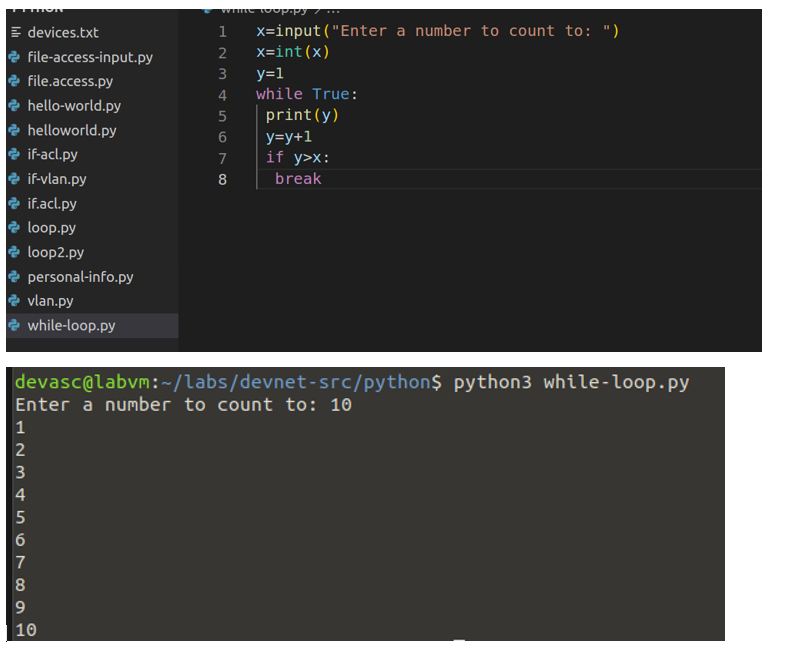 devices.txt
file-access-input.py
file.access.py
hello-world.py
helloworld.py
if-acl.py
if-vlan.py
if.acl.py
loop.py
loop2.py
personal-info.py
vlan.py
while-loop.py
while-loop.py > ...
1 x=input("Enter a number to count to: ")
2 x=int(x)
3 y=1
4 while True:
5 print(y)
6 y=y+1
7 if y>x:
8 break
devasc@labvm:~/labs/devnet-src/python$ python3 while-loop.py
Enter a number to count to: 10
1
2
3
4
5
6
7
8
9
10